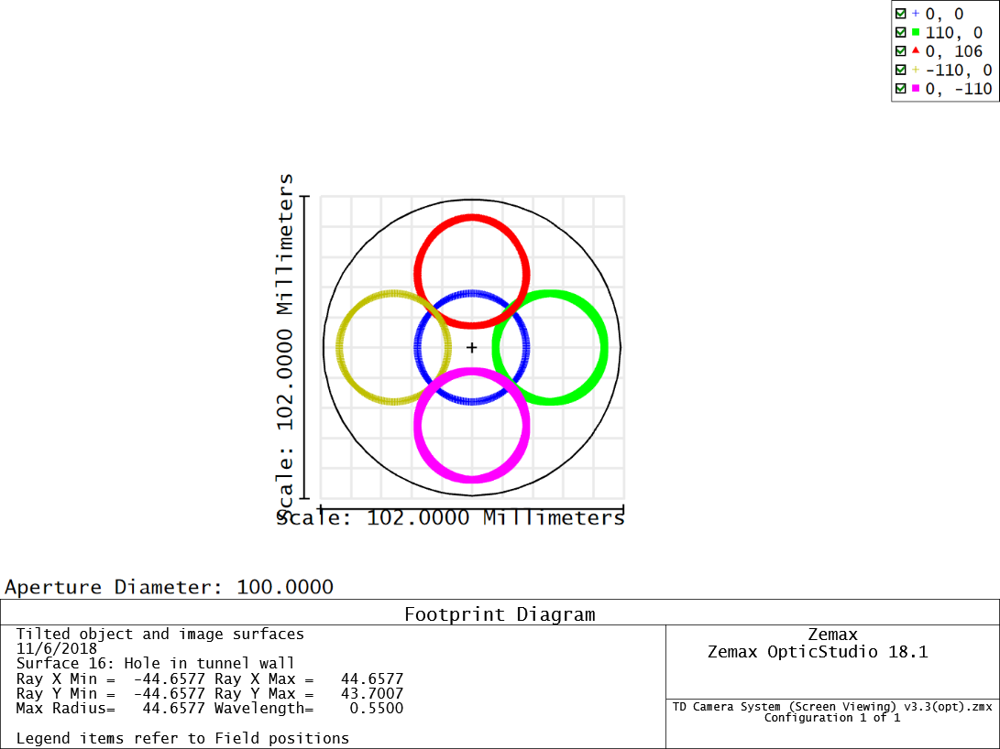 0, 0
110, 0
0, 106
-110, 0
0, -110
Scale: 102.0000 Millimeters
Scale: 102.0000 Millimeters
Aperture Diameter: 100.0000
Footprint Diagram
Tilted object and image surfaces
11/6/2018
Surface 16: Hole in tunnel wall
Ray X Min = -44.6577 Ray X Max = 44.6577
Ray Y Min = -44.6577 Ray Y Max = 43.7007
Max Radius= 44.6577 Wavelength= 0.5500
Legend items refer to Field positions
Zemax
Zemax OpticStudio 18.1
TD Camera System (Screen Viewing) v3.3(opt).zmx
Configuration 1 of 1